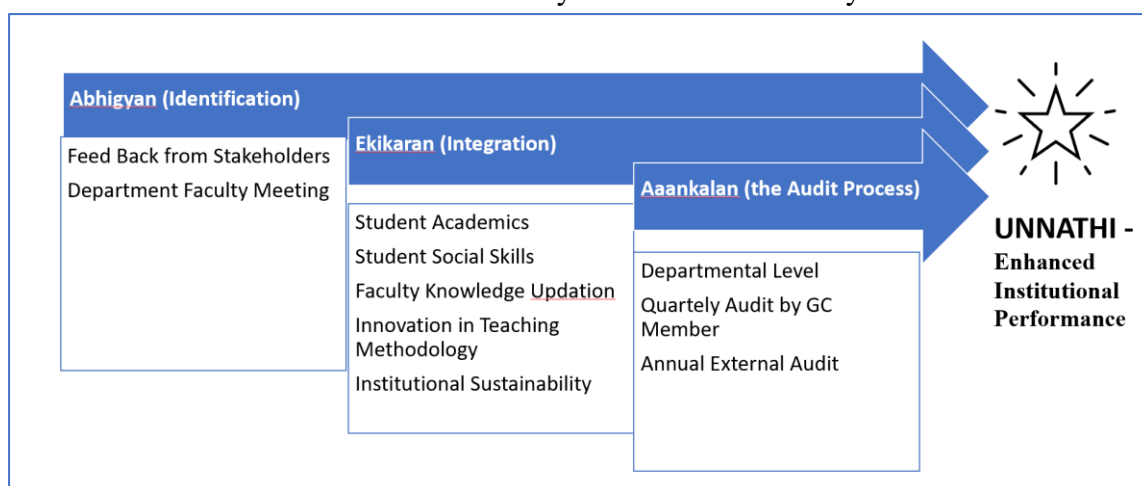 Abhigyan (Identification)
Feed Back from Stakeholders
Department Faculty Meeting
Ekikaran (Integration)
Student Academics
Student Social Skills
Faculty Knowledge Updation
Innovation in Teaching
Methodology
Institutional Sustainability
Aaankalan (the Audit Process)
Departmental Level
Quartely Audit by GC
Member
Annual External Audit
UNNATHI -
Enhanced
Institutional
Performance